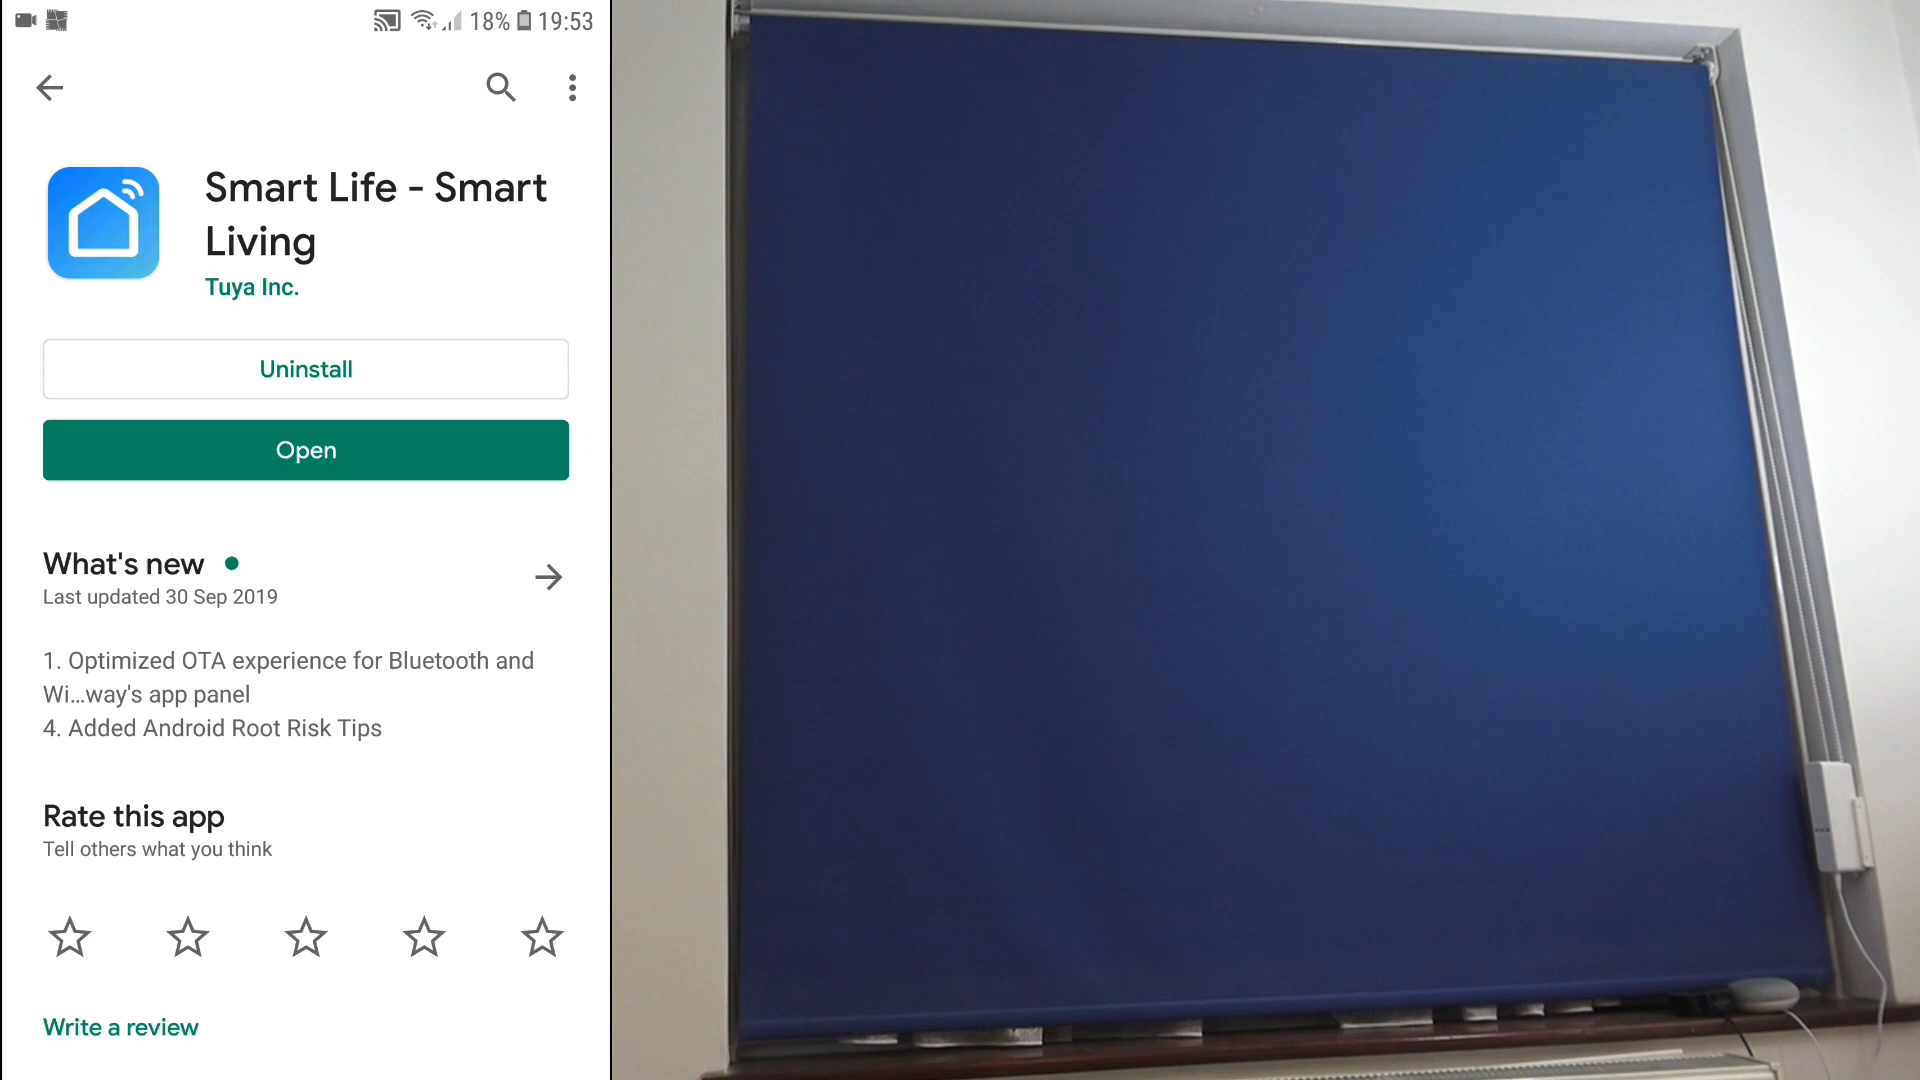 18% 19:53
Smart Life - Smart
Living
Tuya Inc.
Uninstall
Open
What's new
Last updated 30 Sep 2019
1. Optimized OTA experience for Bluetooth and
Wi...way's app panel
4. Added Android Root Risk Tips
Rate this app
Tell others what you think
Write a review